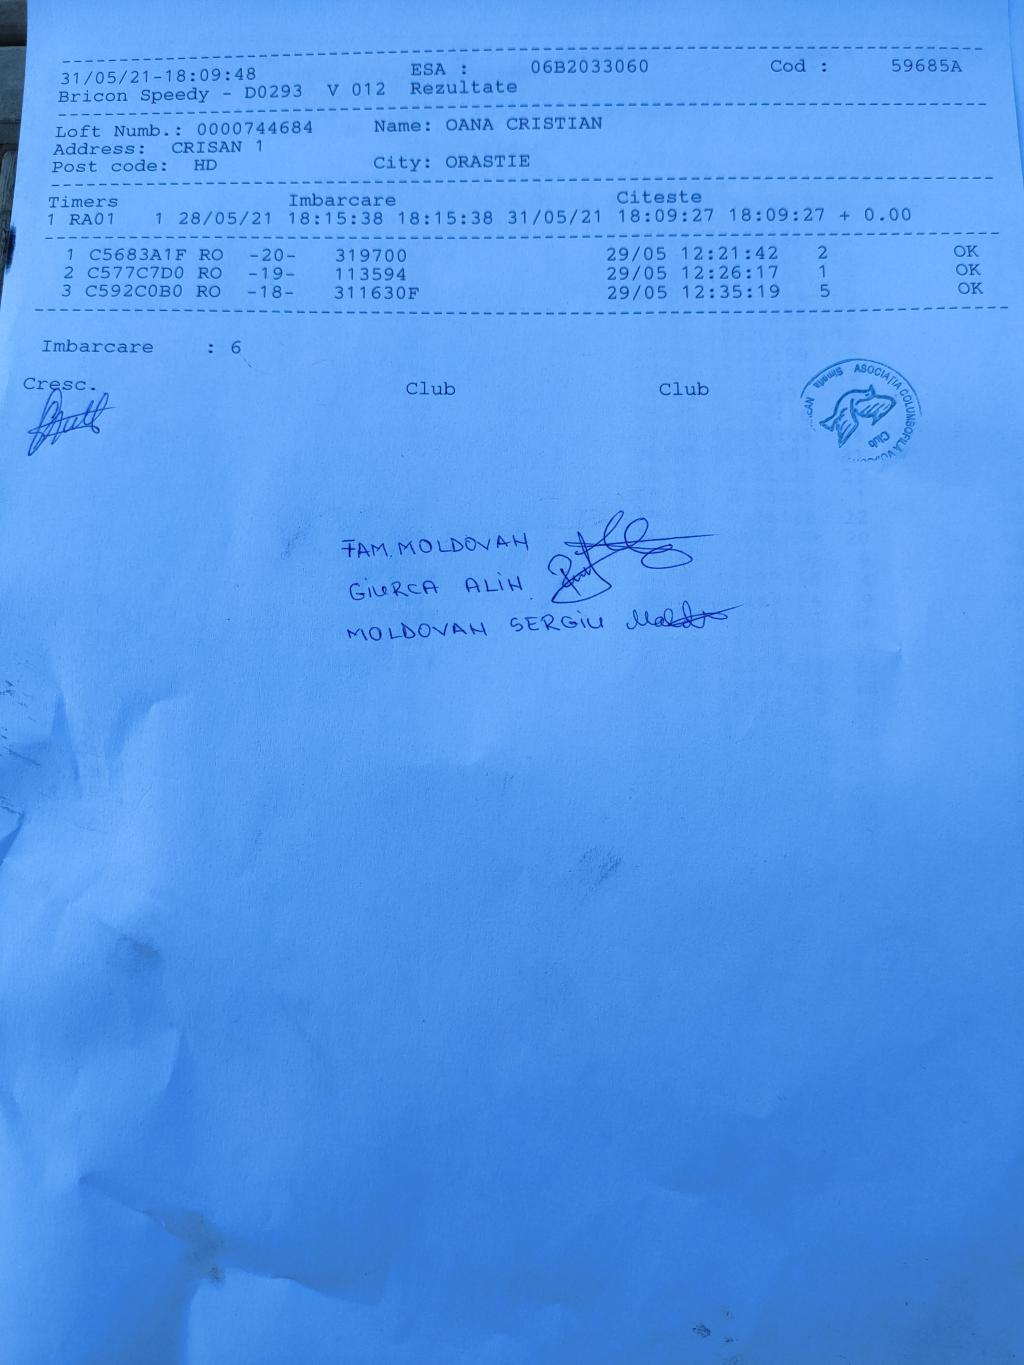 31/05/21-18:09:48 ESA : 06B2033060 Cod : 59685A
Bricon Speedy - D0293 V 012 Rezultate
Loft Numb.: 0000744684 Name: OANA CRISTIAN
Address: CRISAN 1
Post code: HD City: ORASTIE
Timers Imbarcare Citeste
1 RA01 1 28/05/21 18:15:38 18:15:38 31/05/21 18:09:27 18:09:27 + 0.00
1 C5683A1F RO -20- 319700 29/05 12:21:42 2 OK
2 C577C7D0 RO -19- 113594 29/05 12:26:17 1 OK
3 C592C0B0 RO -18- 311630F 29/05 12:35:19 5 OK
Imbarcare : 6
Cresc. Club Club
ASOCIAȚIA COLUMBOFILA
Club
FAM. MOLDOVAN
GIURCA ALIN
MOLDOVAN SERGIU